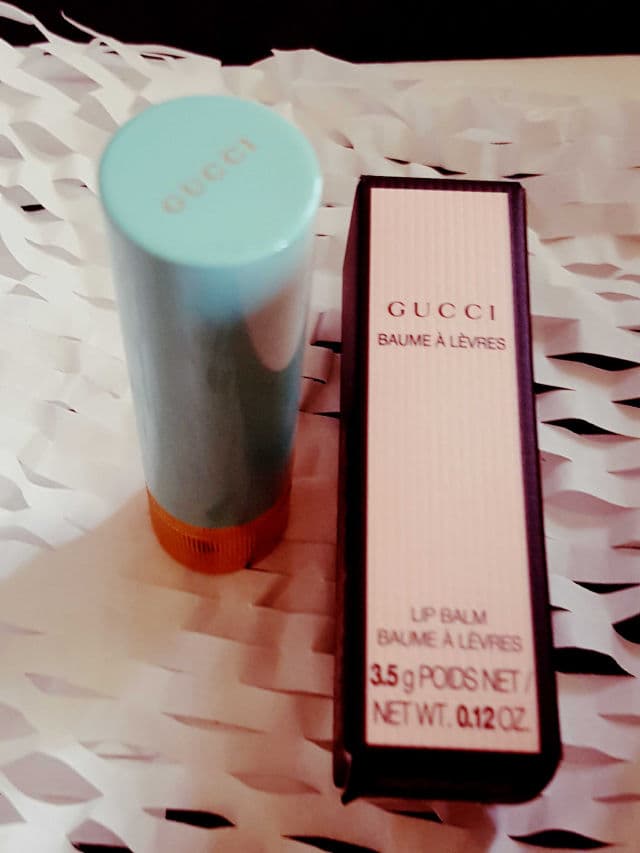 GUCCI
GUCCI
BAUME À LÈVRES
LIP BALM
BAUME À LÈVRES
3.5 g POIDS NET /
NET WT. 0.12 OZ.